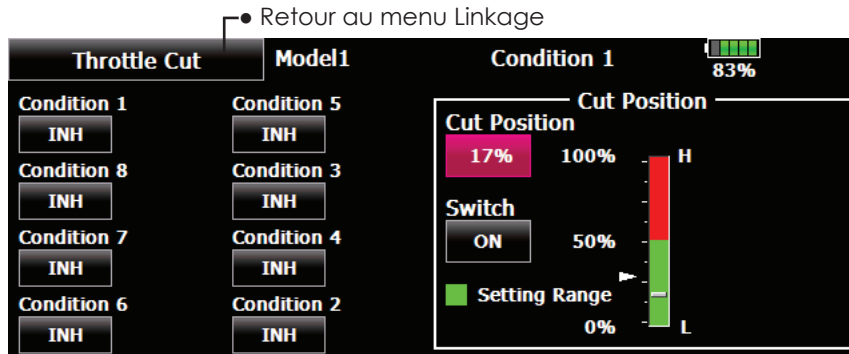 Retour au menu Linkage
Throttle Cut Model1 Condition 1 83%
Condition 1 Condition 5
INH INH
Condition 8 Condition 3
INH INH
Condition 7 Condition 4
INH INH
Condition 6 Condition 2
INH INH
Cut Position
Cut Position
17% 100% H
Switch
ON 50%
Setting Range
0% L